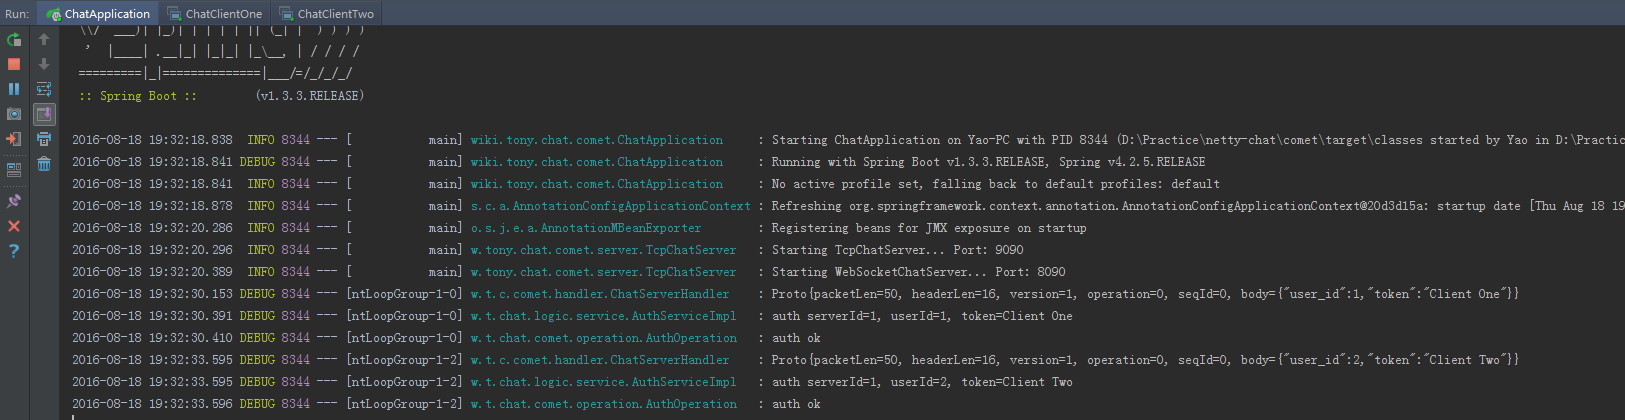 Run: ChatApplication ChatClientOne ChatClientTwo
:: Spring Boot ::        (v1.3.3.RELEASE)
2016-08-18 19:32:18.838  INFO 8344 --- [           main] wiki.tony.chat.comet.ChatApplication     : Starting ChatApplication on Yao-PC with PID 8344 (D:\Practice\netty-chat\comet\target\classes started by Yao in D:\Practic
2016-08-18 19:32:18.841 DEBUG 8344 --- [           main] wiki.tony.chat.comet.ChatApplication     : Running with Spring Boot v1.3.3.RELEASE, Spring v4.2.5.RELEASE
2016-08-18 19:32:18.841  INFO 8344 --- [           main] wiki.tony.chat.comet.ChatApplication     : No active profile set, falling back to default profiles: default
2016-08-18 19:32:18.878  INFO 8344 --- [           main] s.c.a.AnnotationConfigApplicationContext : Refreshing org.springframework.context.annotation.AnnotationConfigApplicationContext@20d3d15a: startup date [Thu Aug 18 19
2016-08-18 19:32:20.286  INFO 8344 --- [           main] o.s.j.e.a.AnnotationMBeanExporter        : Registering beans for JMX exposure on startup
2016-08-18 19:32:20.296  INFO 8344 --- [           main] w.tony.chat.comet.server.TcpChatServer   : Starting TcpChatServer... Port: 9090
2016-08-18 19:32:20.389  INFO 8344 --- [           main] w.tony.chat.comet.server.TcpChatServer   : Starting WebSocketChatServer... Port: 8090
2016-08-18 19:32:30.153 DEBUG 8344 --- [ntLoopGroup-1-0] w.t.c.comet.handler.ChatServerHandler    : Proto{packetLen=50, headerLen=16, version=1, operation=0, seqId=0, body={"user_id":1,"token":"Client One"}}
2016-08-18 19:32:30.391 DEBUG 8344 --- [ntLoopGroup-1-0] w.t.chat.logic.service.AuthServiceImpl   : auth serverId=1, userId=1, token=Client One
2016-08-18 19:32:30.410 DEBUG 8344 --- [ntLoopGroup-1-0] w.t.chat.comet.operation.AuthOperation   : auth ok
2016-08-18 19:32:33.595 DEBUG 8344 --- [ntLoopGroup-1-2] w.t.c.comet.handler.ChatServerHandler    : Proto{packetLen=50, headerLen=16, version=1, operation=0, seqId=0, body={"user_id":2,"token":"Client Two"}}
2016-08-18 19:32:33.595 DEBUG 8344 --- [ntLoopGroup-1-2] w.t.chat.logic.service.AuthServiceImpl   : auth serverId=1, userId=2, token=Client Two
2016-08-18 19:32:33.596 DEBUG 8344 --- [ntLoopGroup-1-2] w.t.chat.comet.operation.AuthOperation   : auth ok